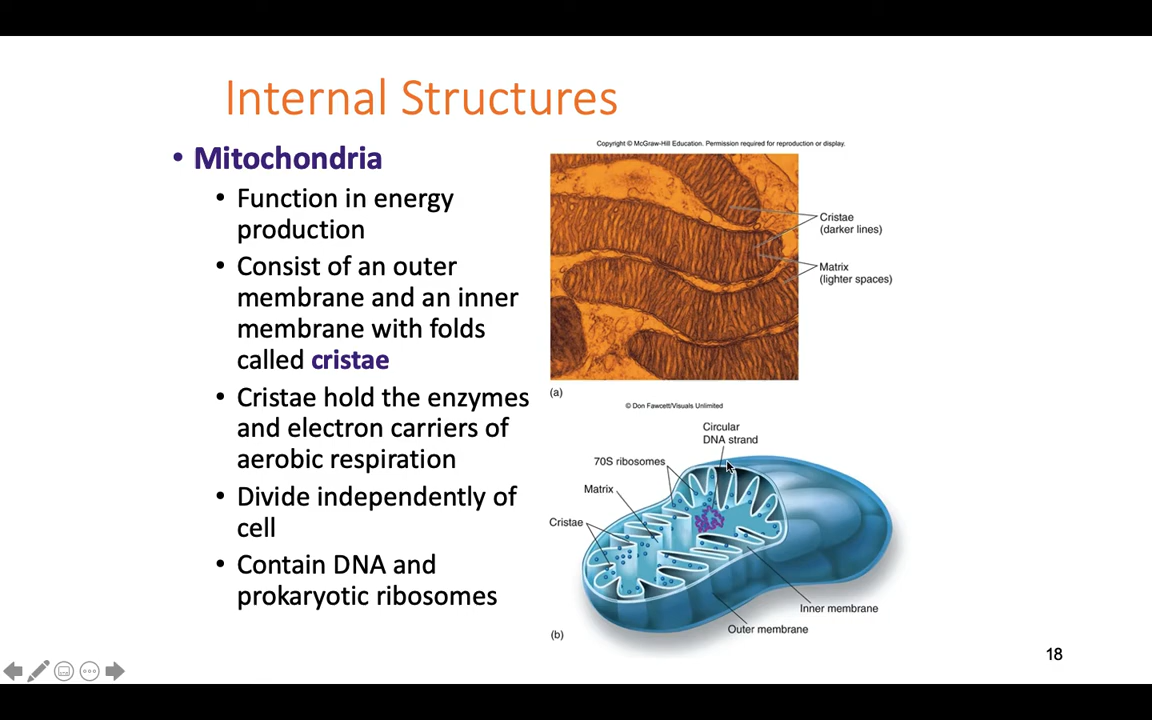 Internal Structures
• Mitochondria
• Function in energy
production
• Consist of an outer
membrane and an inner
membrane with folds
called cristae
• Cristae hold the enzymes
and electron carriers of
aerobic respiration
• Divide independently of
cell
• Contain DNA and
prokaryotic ribosomes
Copyright © McGraw-Hill Education. Permission required for reproduction or display.
Cristae
(darker lines)
Matrix
(lighter spaces)
(a)
© Don Fawcett/Visuals Unlimited
Circular
DNA strand
70S ribosomes
Matrix
Cristae
Inner membrane
Outer membrane
(b)
18